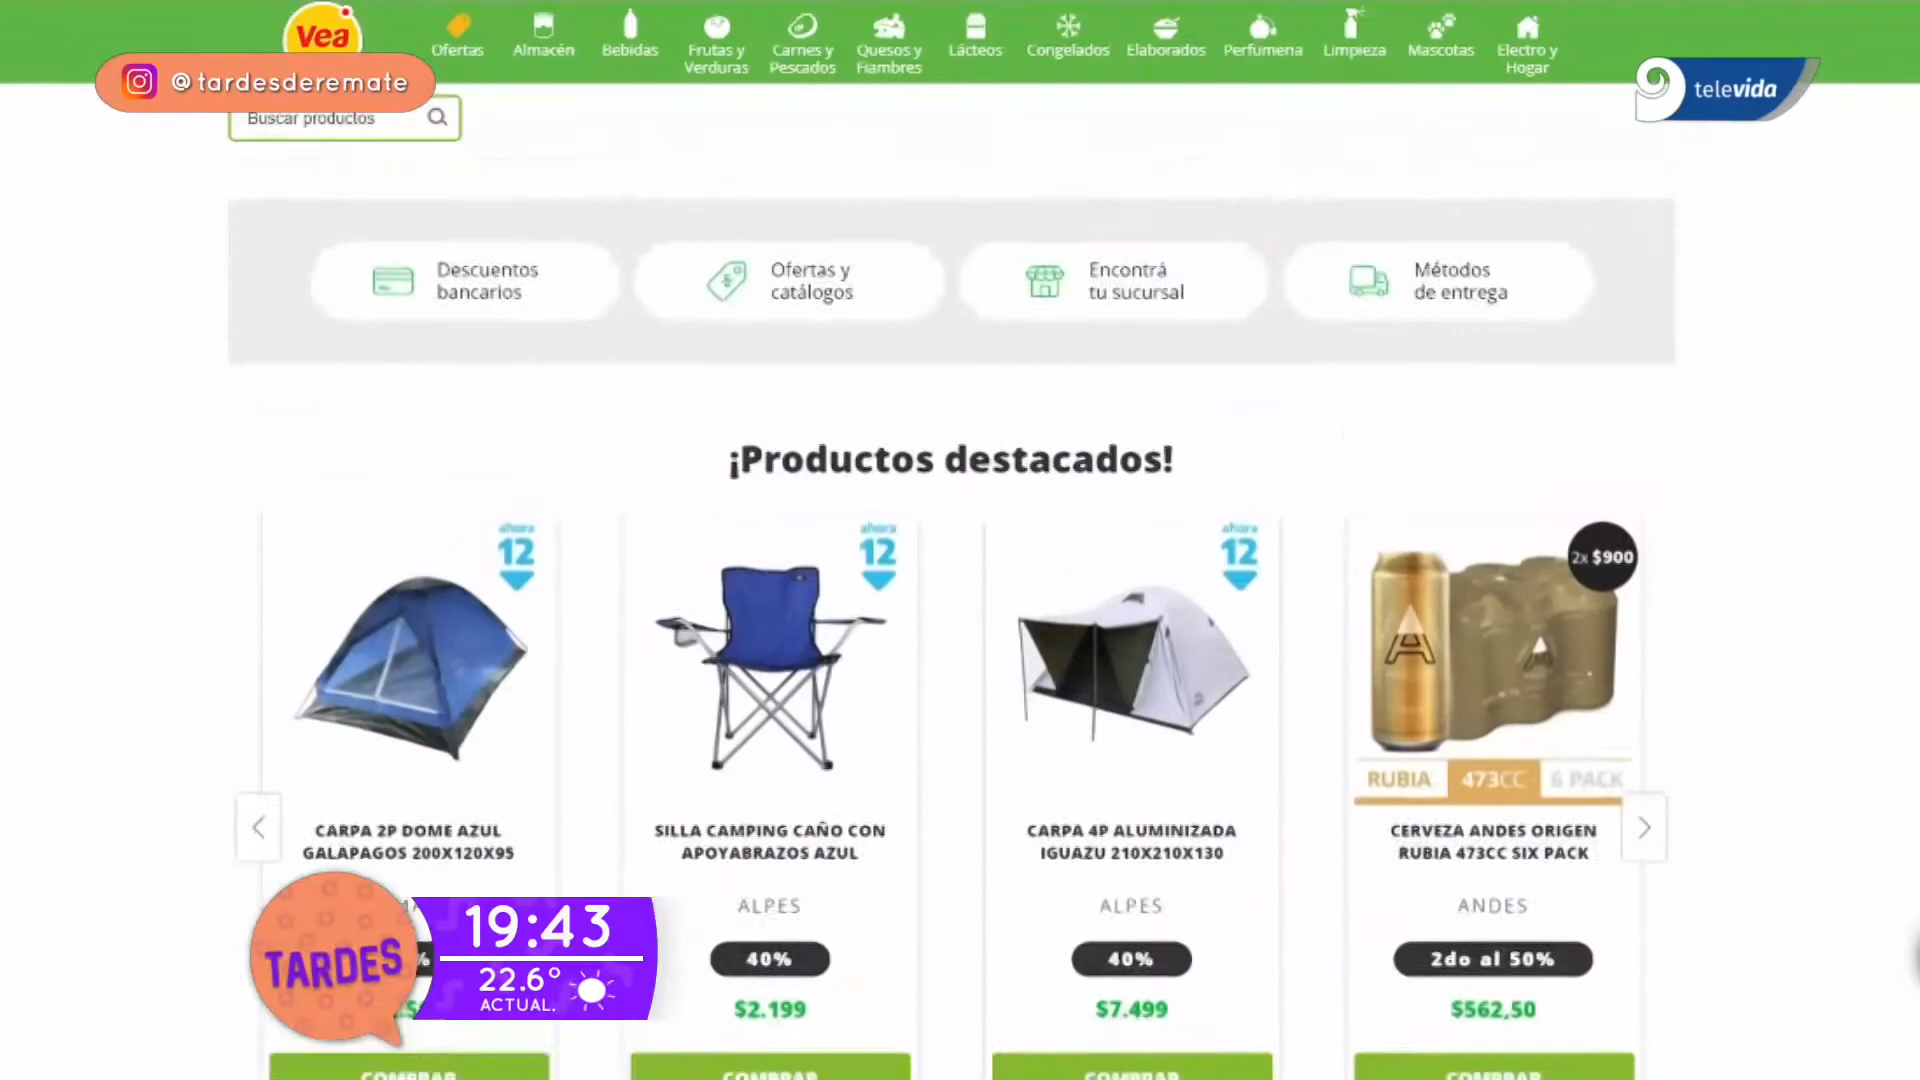 Vea
Ofertas
Almacén
Bebidas
Frutas y
Verduras
Carnes y
Pescados
Quesos y
Fiambres
Lácteos
Congelados
Elaborados
Perfumeria
Limpieza
Mascotas
Electro y
Hogar
@tardesderemate
televida
Buscar productos
Descuentos
bancarios
Ofertas y
catálogos
Encontrá
tu sucursal
Métodos
de entrega
¡Productos destacados!
ahora
12
ahora
12
ahora
12
2x $900
RUBIA 473CC 6 PACK
CARPA 2P DOME AZUL
GALAPAGOS 200X120X95
SILLA CAMPING CAÑO CON
APOYABRAZOS AZUL
CARPA 4P ALUMINIZADA
IGUAZU 210X210X130
CERVEZA ANDES ORIGEN
RUBIA 473CC SIX PACK
ALPES
ALPES
ANDES
%
40%
40%
2do al 50%
$2.199
$7.499
$562,50
TARDES
19:43
22.6°
ACTUAL.
COMPRAR
COMPRAR
COMPRAR
COMPRAR